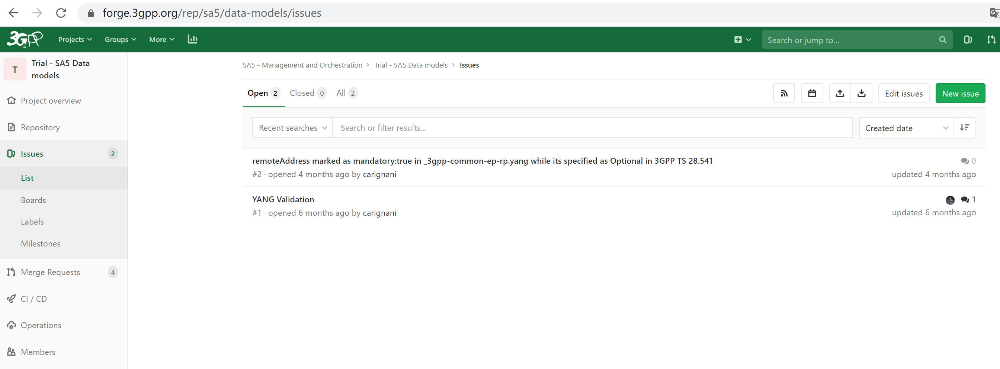 forge.3gpp.org/rep/sa5/data-models/issues
3GPP Projects Groups More Search or jump to...
T Trial - SA5 Data models
Project overview
Repository
Issues 2
List
Boards
Labels
Milestones
Merge Requests 4
CI / CD
Operations
Members
SA5 - Management and Orchestration > Trial - SA5 Data models > Issues
Open 2 Closed 0 All 2 Edit issues New issue
Recent searches Search or filter results... Created date
remoteAddress marked as mandatory:true in _3gpp-common-ep-rp.yang while its specified as Optional in 3GPP TS 28.541 0
#2 · opened 4 months ago by carignani updated 4 months ago
YANG Validation 1
#1 · opened 6 months ago by carignani updated 6 months ago